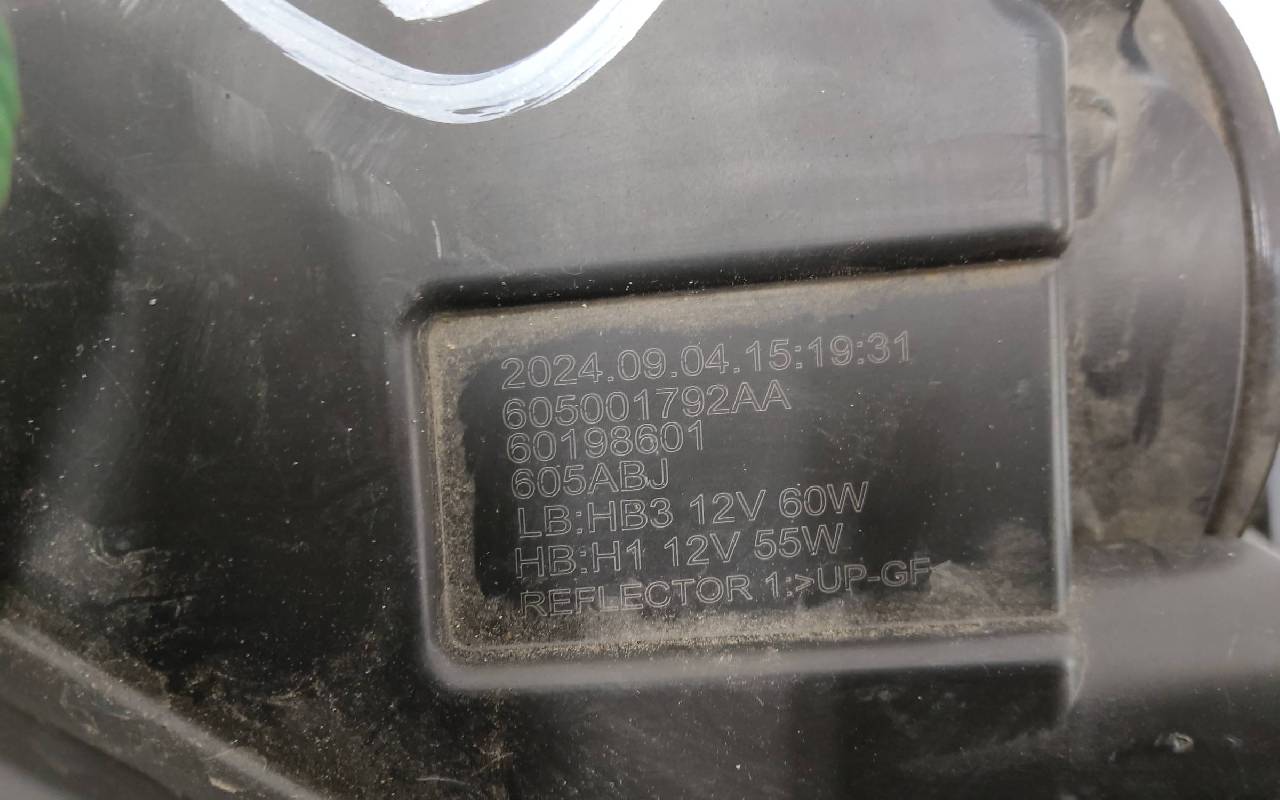 2024.09.04.15:19:31
605001792AA
60198601
605ABJ
LB:HB3 12V 60W
HB:H1 12V 55W
REFLECTOR 1:>UP-GF